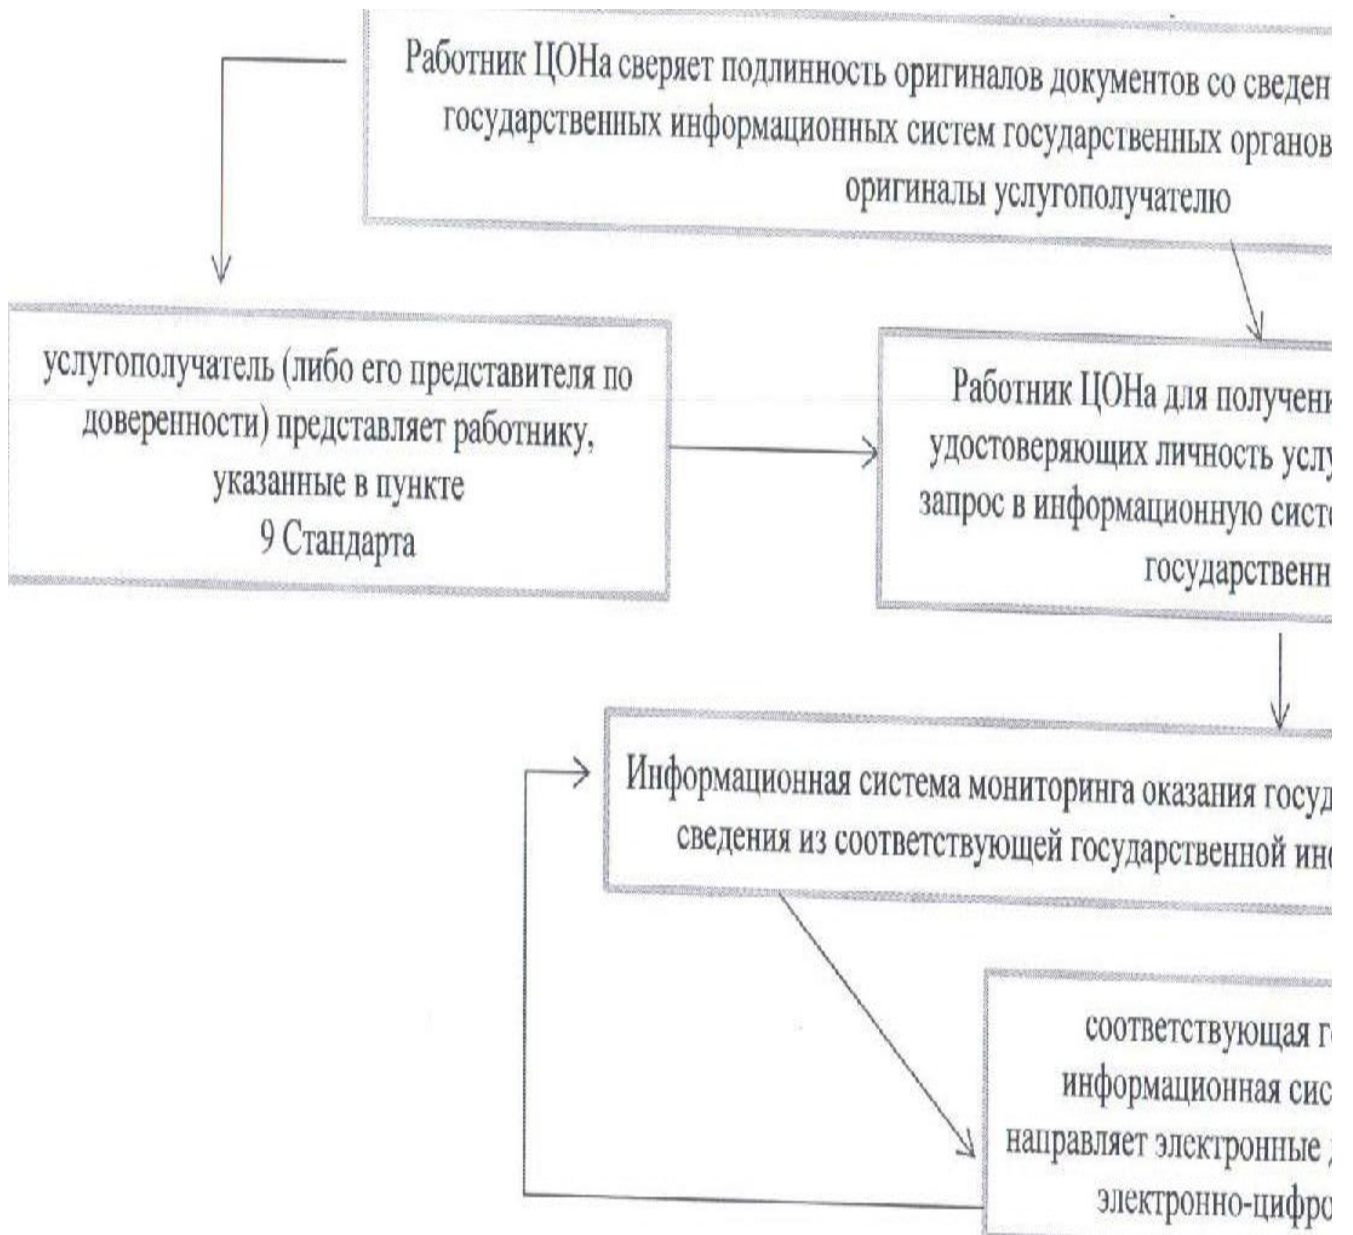 Работник ЦОНа сверяет подлинность оригиналов документов со сведен
государственных информационных систем государственных органов
оригиналы услугополучателю
услугополучатель (либо его представителя по
доверенности) представляет работнику,
указанные в пункте
9 Стандарта
Работник ЦОНа для получени
удостоверяющих личность услу
запрос в информационную систе
государственн
Информационная система мониторинга оказания госуд
сведения из соответствующей государственной инф
соответствующая го
информационная сис
направляет электронные
электронно-цифро